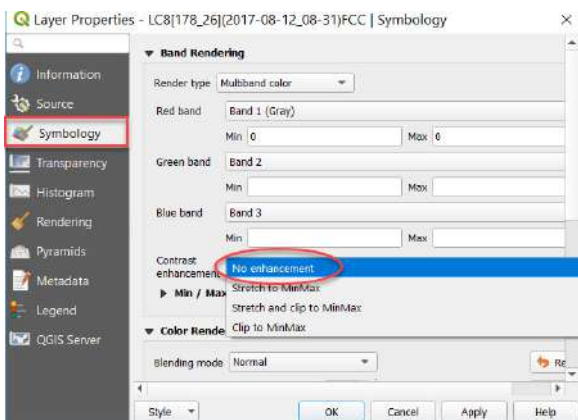 Layer Properties - LC8[178_26](2017-08-12_08-31)FCC | Symbology
Information
Source
Symbology
Transparency
Histogram
Rendering
Pyramids
Metadata
Legend
QGIS Server
Band Rendering
Render type Multiband color
Red band Band 1 (Gray)
Min 0 Max 0
Green band Band 2
Min Max
Blue band Band 3
Min Max
Contrast enhancement No enhancement
Stretch to MinMax
Stretch and clip to MinMax
Clip to MinMax
Min / Max
Color Rende
Blending mode Normal Re
Style OK Cancel Apply Help